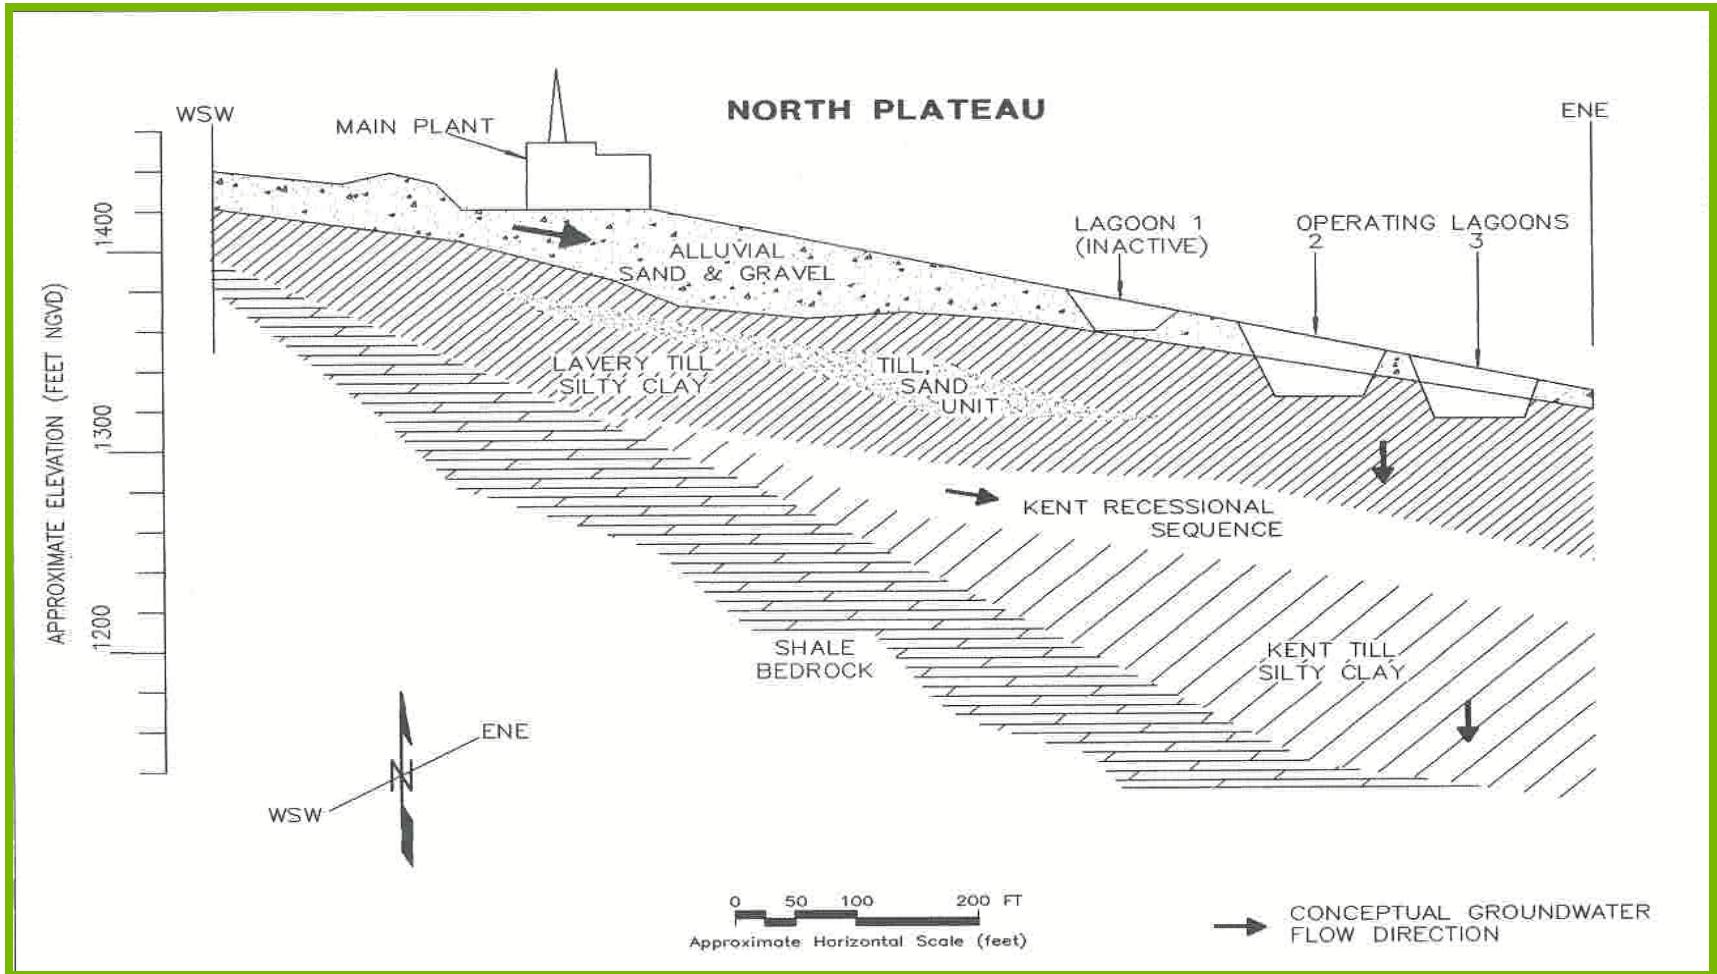 NORTH PLATEAU
WSW
ENE
MAIN PLANT
LAGOON 1
(INACTIVE)
OPERATING LAGOONS
2
3
ALLUVIAL
SAND & GRAVEL
LAVERY TILL
SILTY CLAY
TILL,
SAND
UNIT
KENT RECESSIONAL
SEQUENCE
SHALE
BEDROCK
KENT TILL
SILTY CLAY
APPROXIMATE ELEVATION (FEET NGVD)
1400
1300
1200
ENE
N
WSW
0 50 100 200 FT
Approximate Horizontal Scale (feet)
CONCEPTUAL GROUNDWATER
FLOW DIRECTION